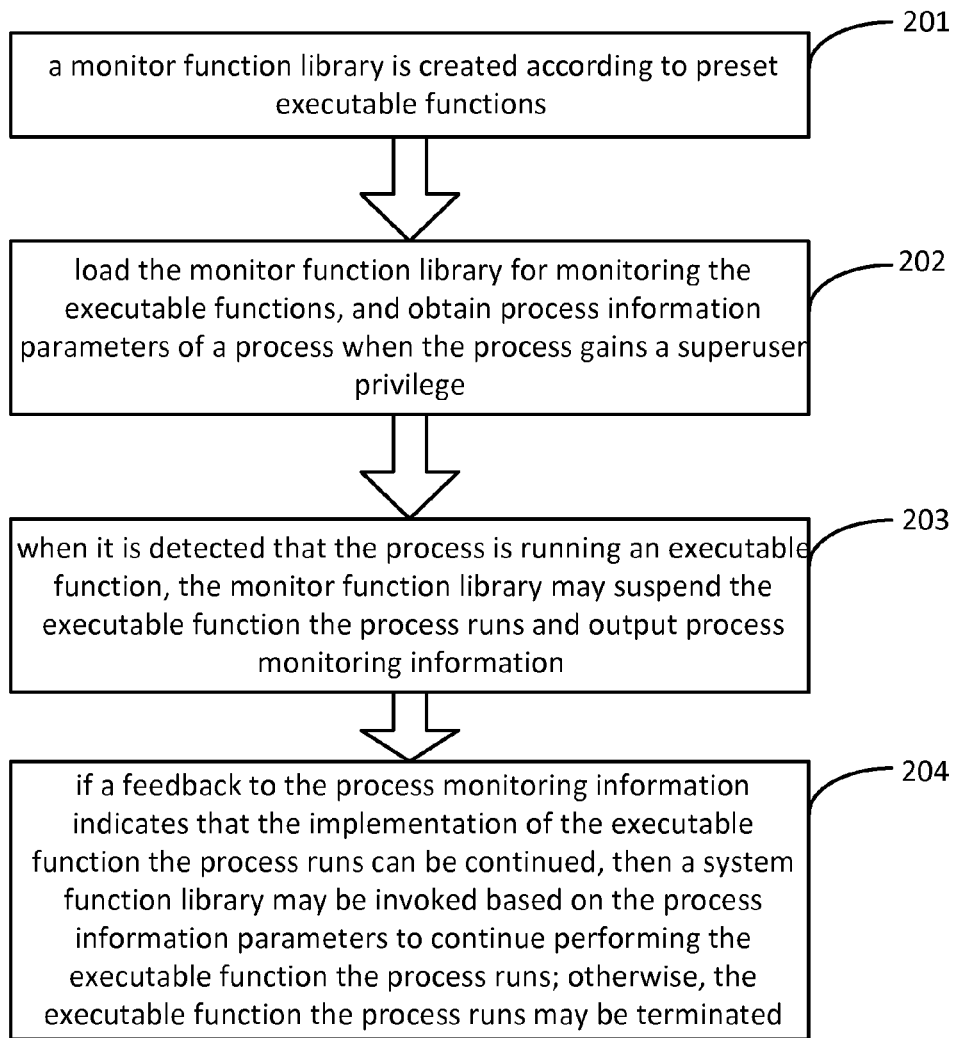 201
a monitor function library is created according to preset
executable functions
202
load the monitor function library for monitoring the
executable functions, and obtain process information
parameters of a process when the process gains a superuser
privilege
203
when it is detected that the process is running an executable
function, the monitor function library may suspend the
executable function the process runs and output process
monitoring information
204
if a feedback to the process monitoring information
indicates that the implementation of the executable
function the process runs can be continued, then a system
function library may be invoked based on the process
information parameters to continue performing the
executable function the process runs; otherwise, the
executable function the process runs may be terminated